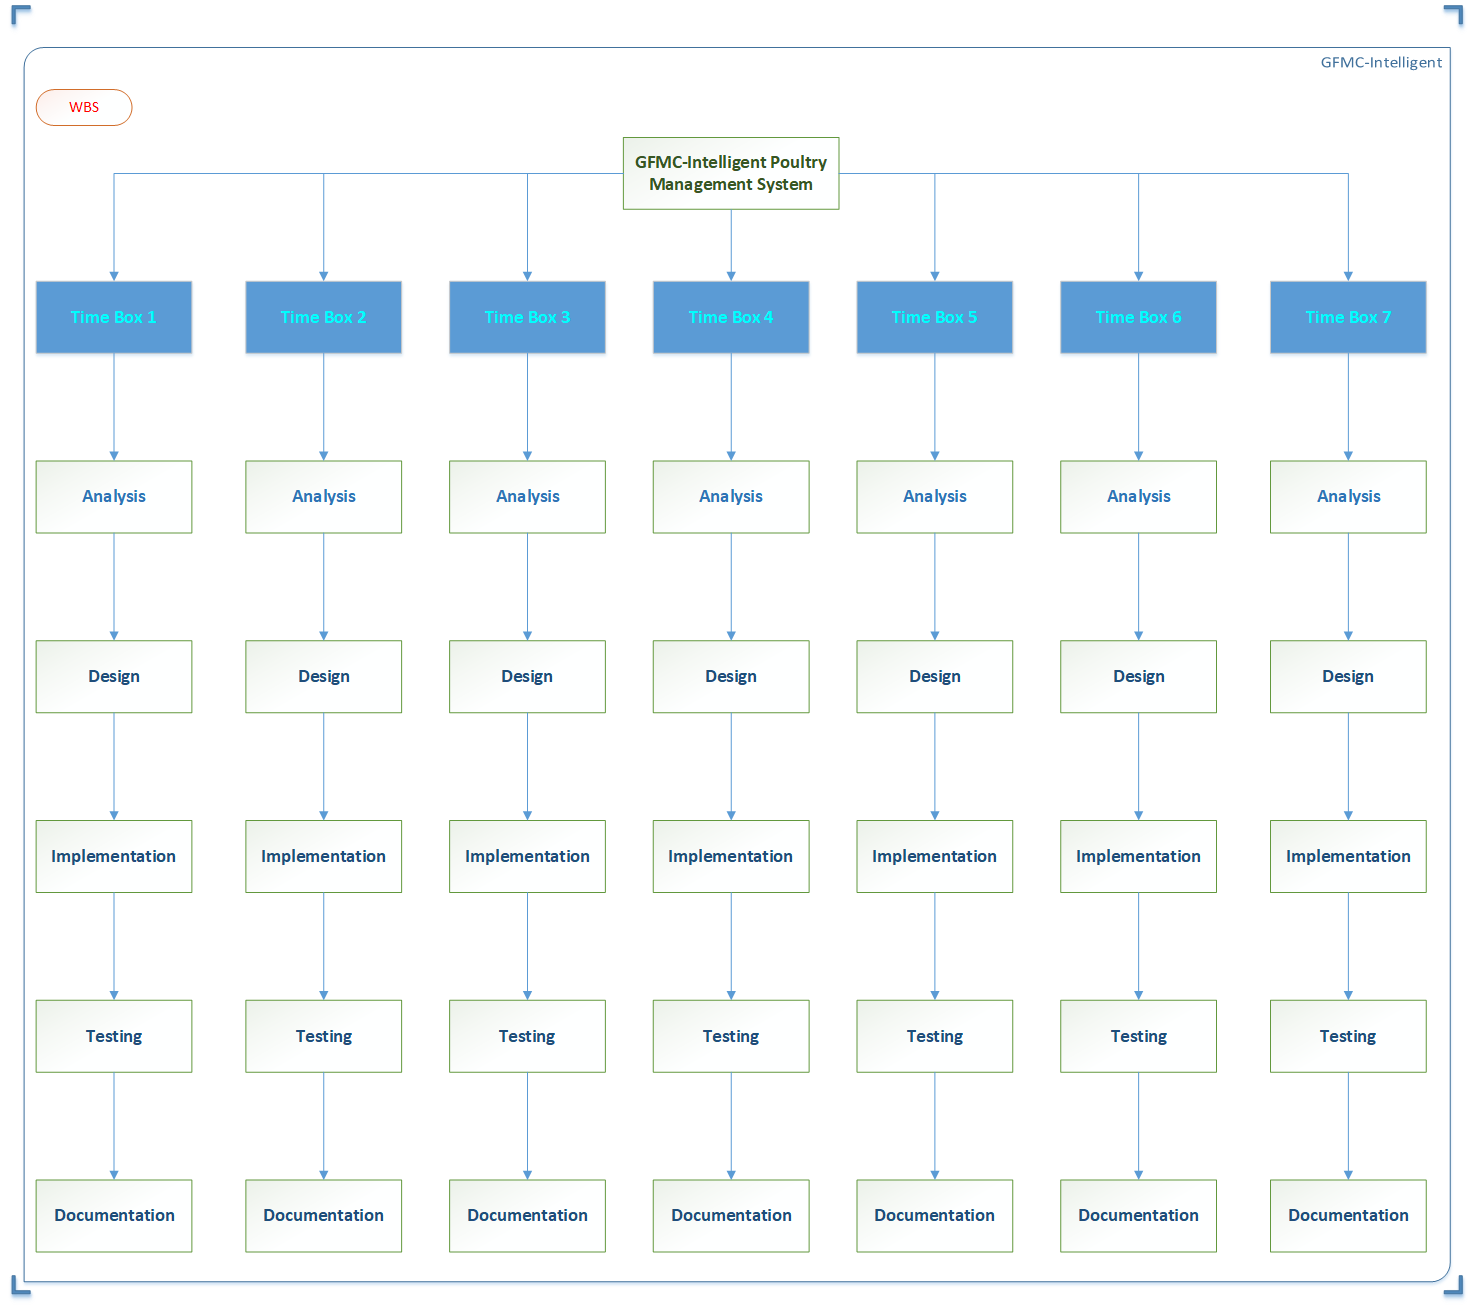 GFMC-Intelligent
WBS
GFMC-Intelligent Poultry
Management System
Time Box 1
Time Box 2
Time Box 3
Time Box 4
Time Box 5
Time Box 6
Time Box 7
Analysis
Analysis
Analysis
Analysis
Analysis
Analysis
Analysis
Design
Design
Design
Design
Design
Design
Design
Implementation
Implementation
Implementation
Implementation
Implementation
Implementation
Implementation
Testing
Testing
Testing
Testing
Testing
Testing
Testing
Documentation
Documentation
Documentation
Documentation
Documentation
Documentation
Documentation